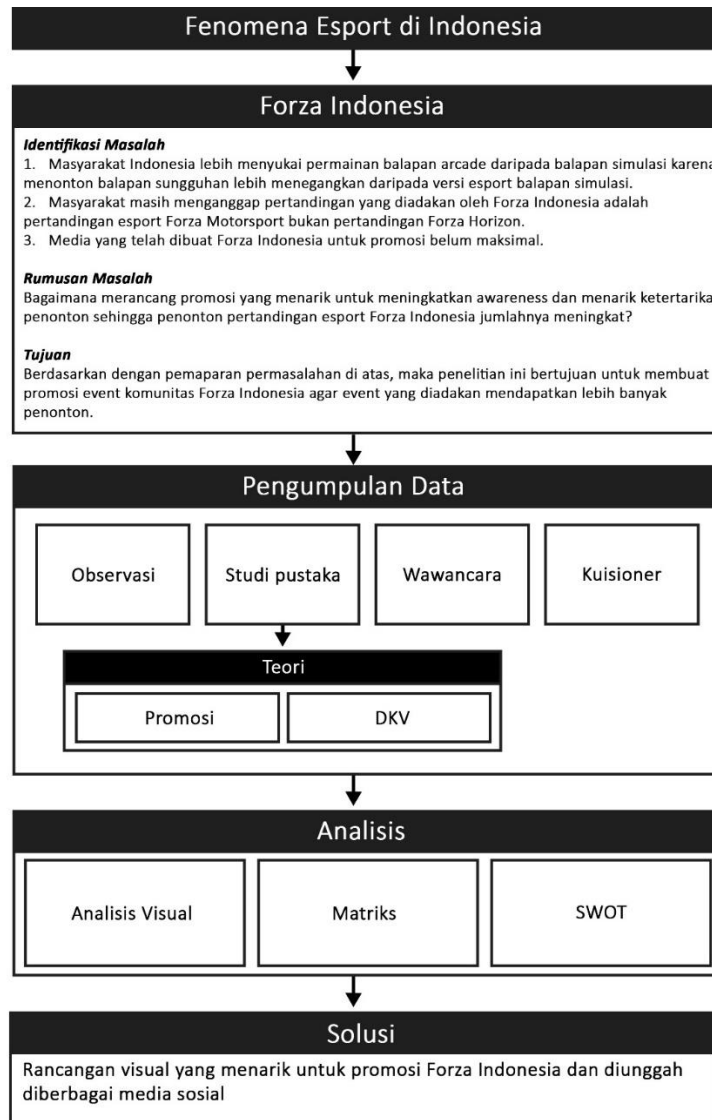 Fenomena Esport di Indonesia
Forza Indonesia
Identifikasi Masalah
1. Masyarakat Indonesia lebih menyukai permainan balapan arcade daripada balapan simulasi karena
menonton balapan sungguhan lebih menegangkan daripada versi esport balapan simulasi.
2. Masyarakat masih menganggap pertandingan yang diadakan oleh Forza Indonesia adalah
pertandingan esport Forza Motorsport bukan pertandingan Forza Horizon.
3. Media yang telah dibuat Forza Indonesia untuk promosi belum maksimal.
Rumusan Masalah
Bagaimana merancang promosi yang menarik untuk meningkatkan awareness dan menarik ketertarika
penonton sehingga penonton pertandingan esport Forza Indonesia jumlahnya meningkat?
Tujuan
Berdasarkan dengan pemaparan permasalahan di atas, maka penelitian ini bertujuan untuk membuat
promosi event komunitas Forza Indonesia agar event yang diadakan mendapatkan lebih banyak
penonton.
Pengumpulan Data
Observasi
Studi pustaka
Wawancara
Kuisioner
Teori
Promosi
DKV
Analisis
Analisis Visual
Matriks
SWOT
Solusi
Rancangan visual yang menarik untuk promosi Forza Indonesia dan diunggah
diberbagai media sosial